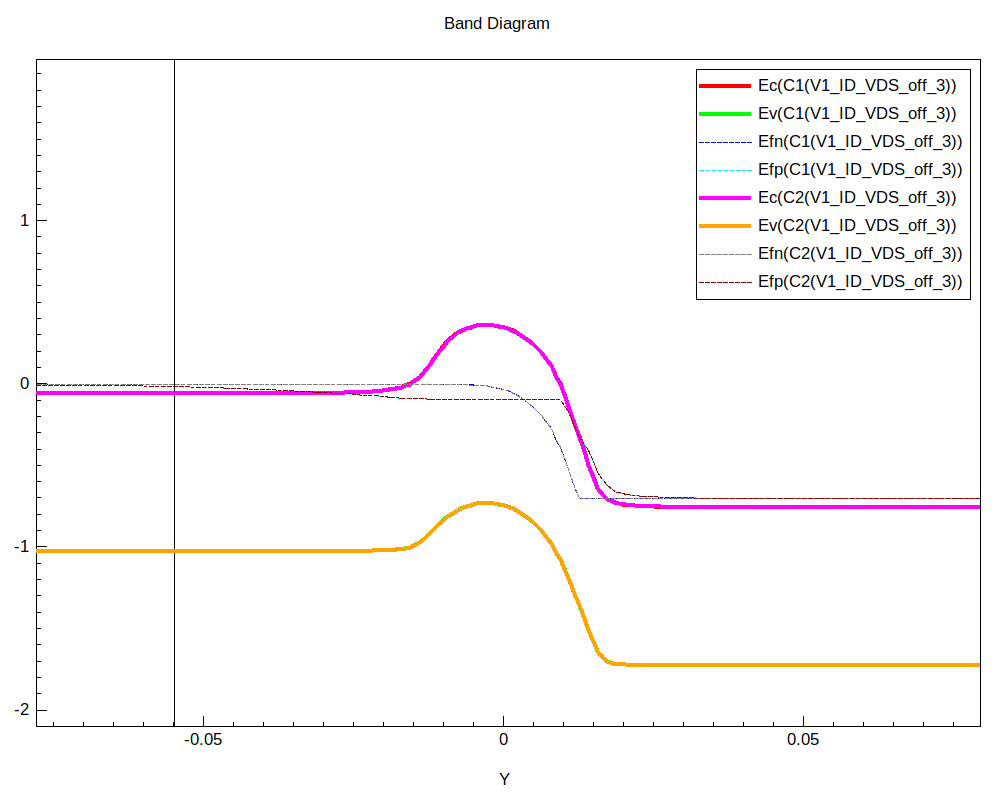 Band Diagram
Ec(C1(V1_ID_VDS_off_3))
Ev(C1(V1_ID_VDS_off_3))
Efn(C1(V1_ID_VDS_off_3))
Efp(C1(V1_ID_VDS_off_3))
Ec(C2(V1_ID_VDS_off_3))
Ev(C2(V1_ID_VDS_off_3))
Efn(C2(V1_ID_VDS_off_3))
Efp(C2(V1_ID_VDS_off_3))
1
0
-1
-2
-0.05 0 0.05
Y